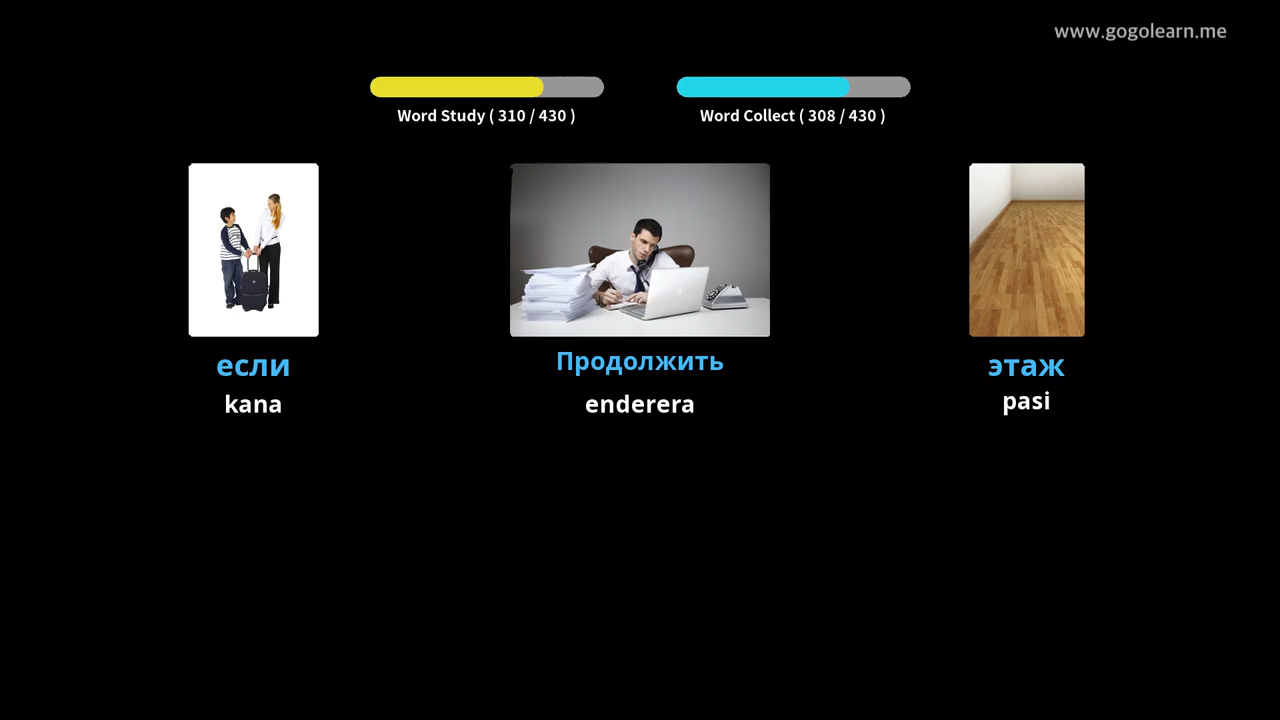 www.gogolearn.me
Word Study ( 310 / 430 )
Word Collect ( 308 / 430 )
если
kana
Продолжить
enderera
этаж
pasi